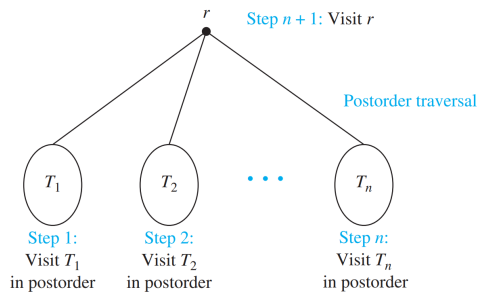 r
Step n + 1: Visit r
Postorder traversal
T1
T2
• • •
Tn
Step 1:
Visit T1
in postorder
Step 2:
Visit T2
in postorder
Step n:
Visit Tn
in postorder